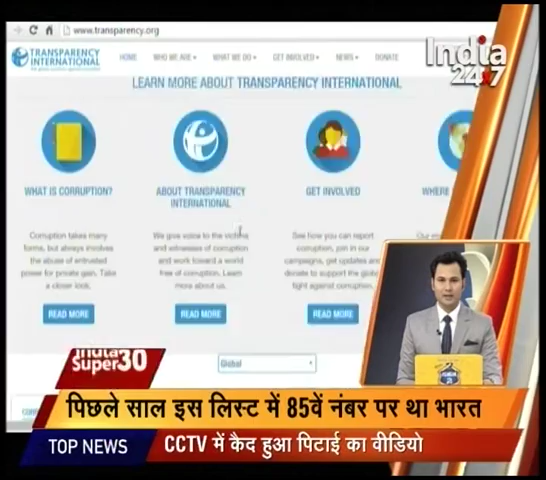 www.transparency.org
India
24x7
TRANSPARENCY
INTERNATIONAL
HOME WHO WE ARE WHAT WE DO GET INVOLVED NEWS DONATE
LEARN MORE ABOUT TRANSPARENCY INTERNATIONAL
WHAT IS CORRUPTION?
ABOUT TRANSPARENCY
INTERNATIONAL
GET INVOLVED
WHERE
Corruption takes many
forms, but always involves
the abuse of entrusted
power for private gain. Take
a closer look.
We give voice to the victims
and witnesses of corruption
and work toward a world
free of corruption. Learn
more about us.
See how you can report
corruption, join in our
campaigns, get updates and
donate to support the global
fight against corruption.
READ MORE
READ MORE
READ MORE
Global
India
Super30
पिछले साल इस लिस्ट में 85वें नंबर पर था भारत
TOP NEWS
CCTV में कैद हुआ पिटाई का वीडियो